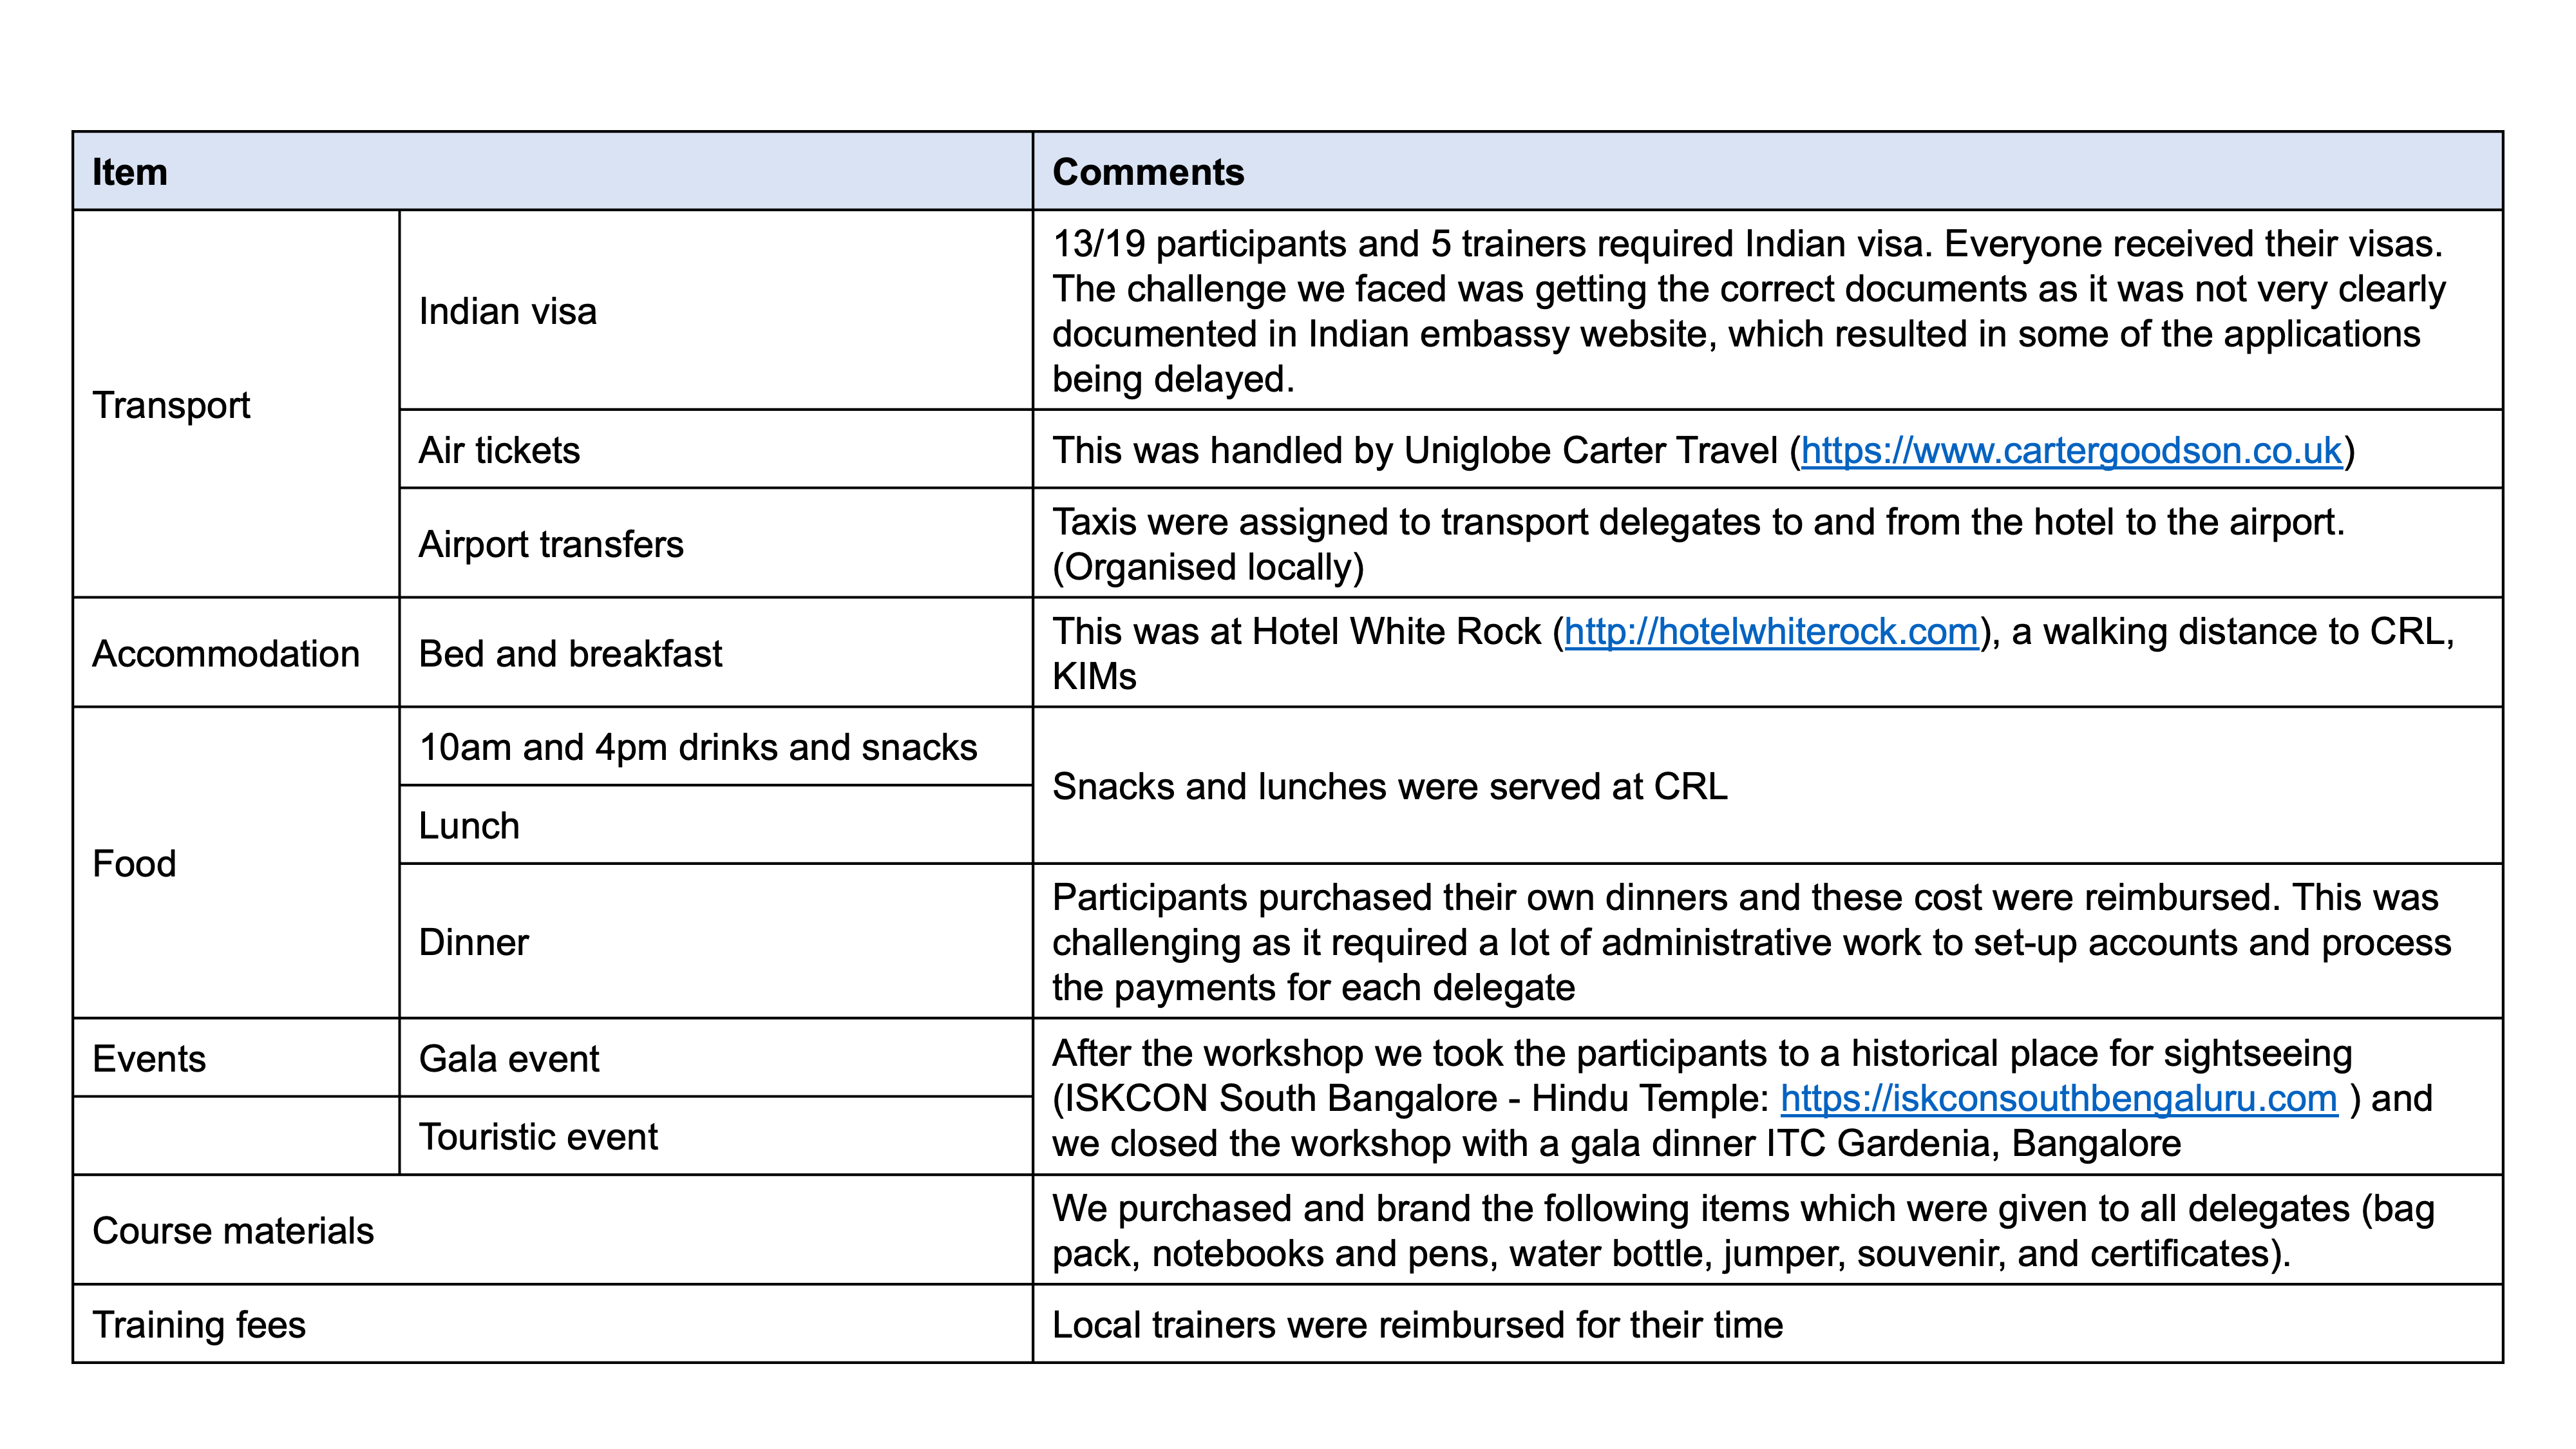 Item
Comments
Transport
Indian visa
13/19 participants and 5 trainers required Indian visa. Everyone received their visas.
The challenge we faced was getting the correct documents as it was not very clearly
documented in Indian embassy website, which resulted in some of the applications
being delayed.
Air tickets
This was handled by Uniglobe Carter Travel (https://www.cartergoodson.co.uk)
Airport transfers
Taxis were assigned to transport delegates to and from the hotel to the airport.
(Organised locally)
Accommodation
Bed and breakfast
This was at Hotel White Rock (http://hotelwhiterock.com), a walking distance to CRL,
KIMs
Food
10am and 4pm drinks and snacks
Lunch
Snacks and lunches were served at CRL
Dinner
Participants purchased their own dinners and these cost were reimbursed. This was
challenging as it required a lot of administrative work to set-up accounts and process
the payments for each delegate
Events
Gala event
Touristic event
After the workshop we took the participants to a historical place for sightseeing
(ISKCON South Bangalore - Hindu Temple: https://iskconsouthbengaluru.com ) and
we closed the workshop with a gala dinner ITC Gardenia, Bangalore
Course materials
We purchased and brand the following items which were given to all delegates (bag
pack, notebooks and pens, water bottle, jumper, souvenir, and certificates).
Training fees
Local trainers were reimbursed for their time